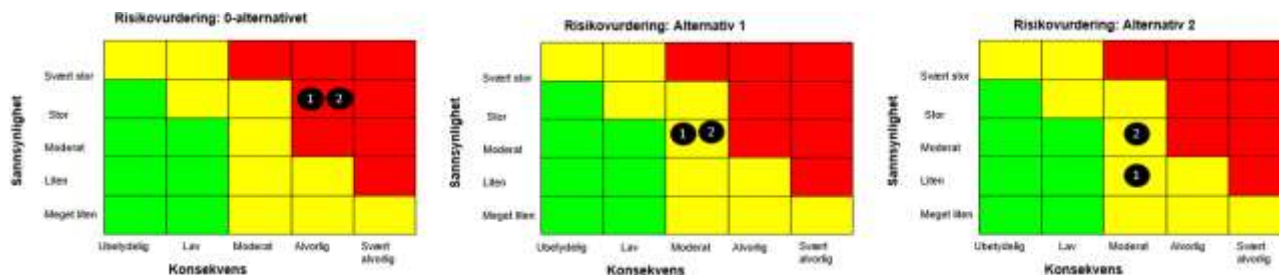 Risikovurdering: 0-alternativet
Sannsynlighet
Svært stor
Stor
Moderat
Liten
Meget liten
1 2
Ubetydelig Lav Moderat Alvorlig Svært
alvorlig
Konsekvens
Risikovurdering: Alternativ 1
Sannsynlighet
Svært stor
Stor
Moderat
Liten
Meget liten
1 2
Ubetydelig Lav Moderat Alvorlig Svært
alvorlig
Konsekvens
Risikovurdering: Alternativ 2
Sannsynlighet
Svært stor
Stor
Moderat
Liten
Meget liten
2
1
Ubetydelig Lav Moderat Alvorlig Svært
alvorlig
Konsekvens